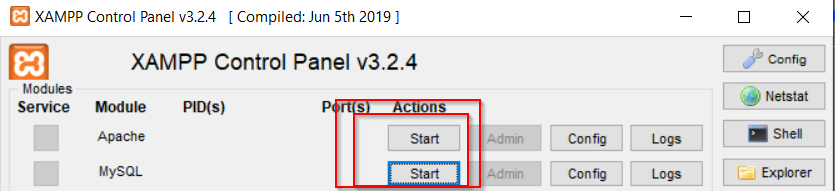 XAMPP Control Panel v3.2.4 [ Compiled: Jun 5th 2019 ]
XAMPP Control Panel v3.2.4
Config
Modules
Service Module PID(s) Port(s) Actions
Netstat
Apache Start Admin Config Logs
Shell
MySQL Start Admin Config Logs
Explorer